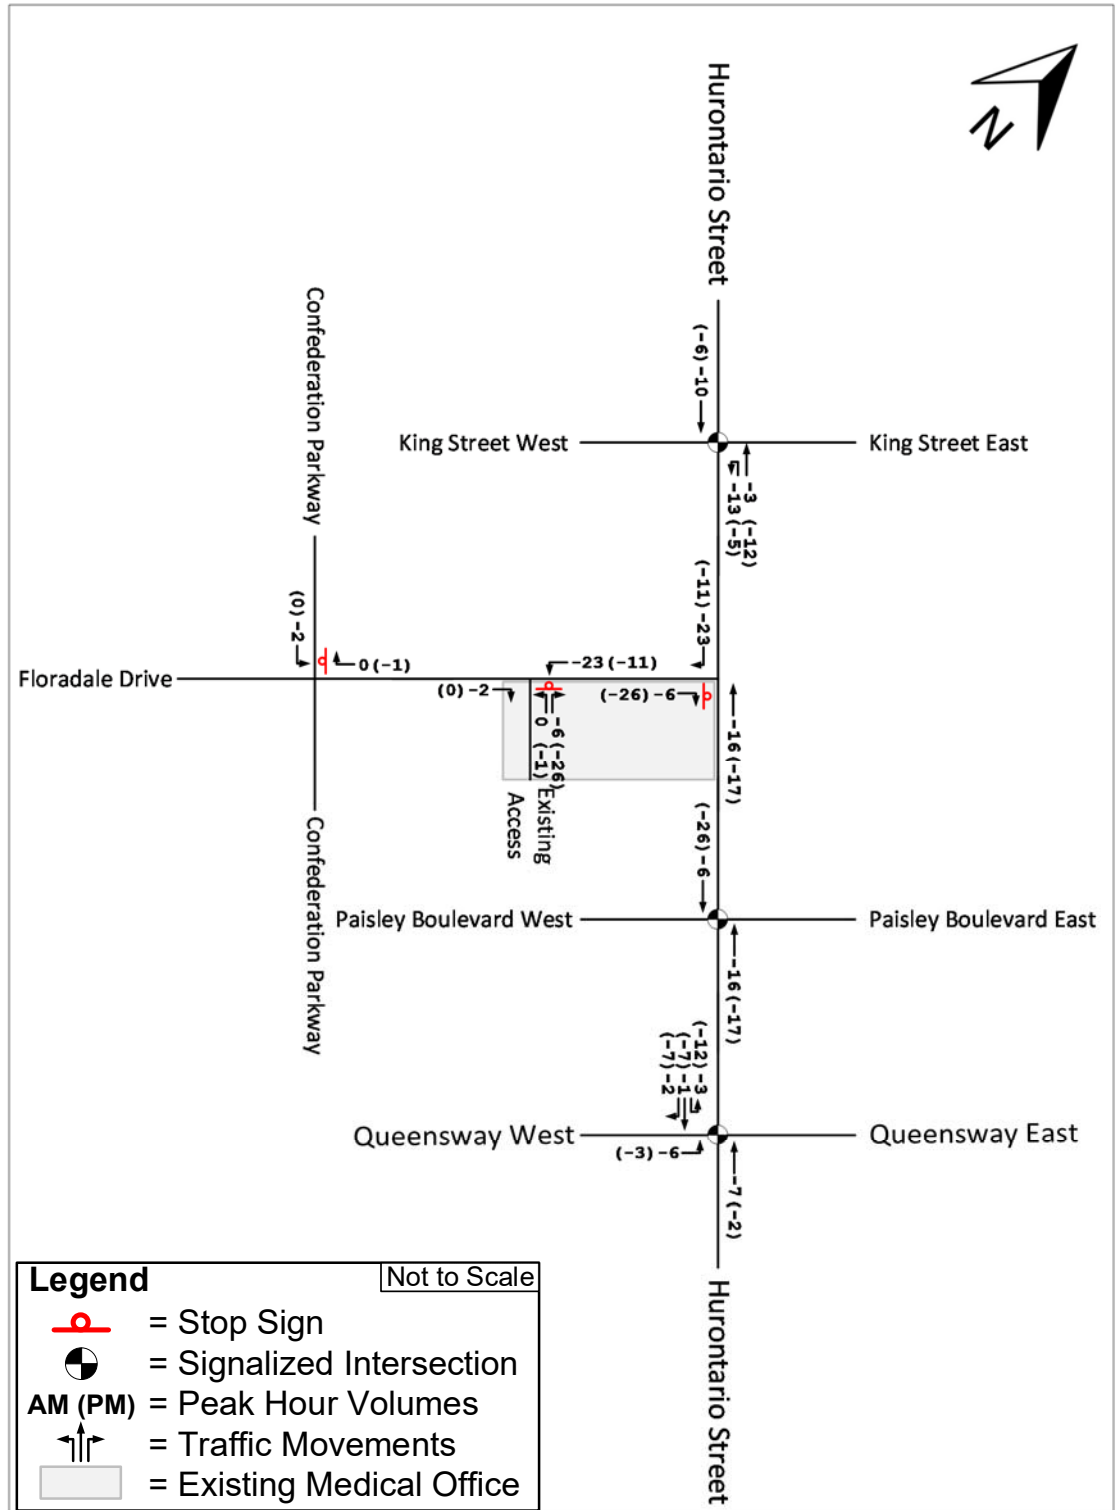 N
Hurontario Street
(-6) -10
King Street West
King Street East
-3 (-12)
-13 (-5)
Confederation Parkway
(0) -2
0 (-1)
Floradale Drive
(-11) -23
-23 (-11)
(0) -2
(-26) -6
0 (-1)
-6 (-26)
-16 (-17)
Existing
Access
Confederation Parkway
(-26) -6
Paisley Boulevard West
Paisley Boulevard East
-16 (-17)
(-12) -3
(-7) -1
(-7) -2
Queensway West
Queensway East
(-3) -6
-7 (-2)
Hurontario Street
Legend
Not to Scale
= Stop Sign
= Signalized Intersection
AM (PM) = Peak Hour Volumes
= Traffic Movements
= Existing Medical Office